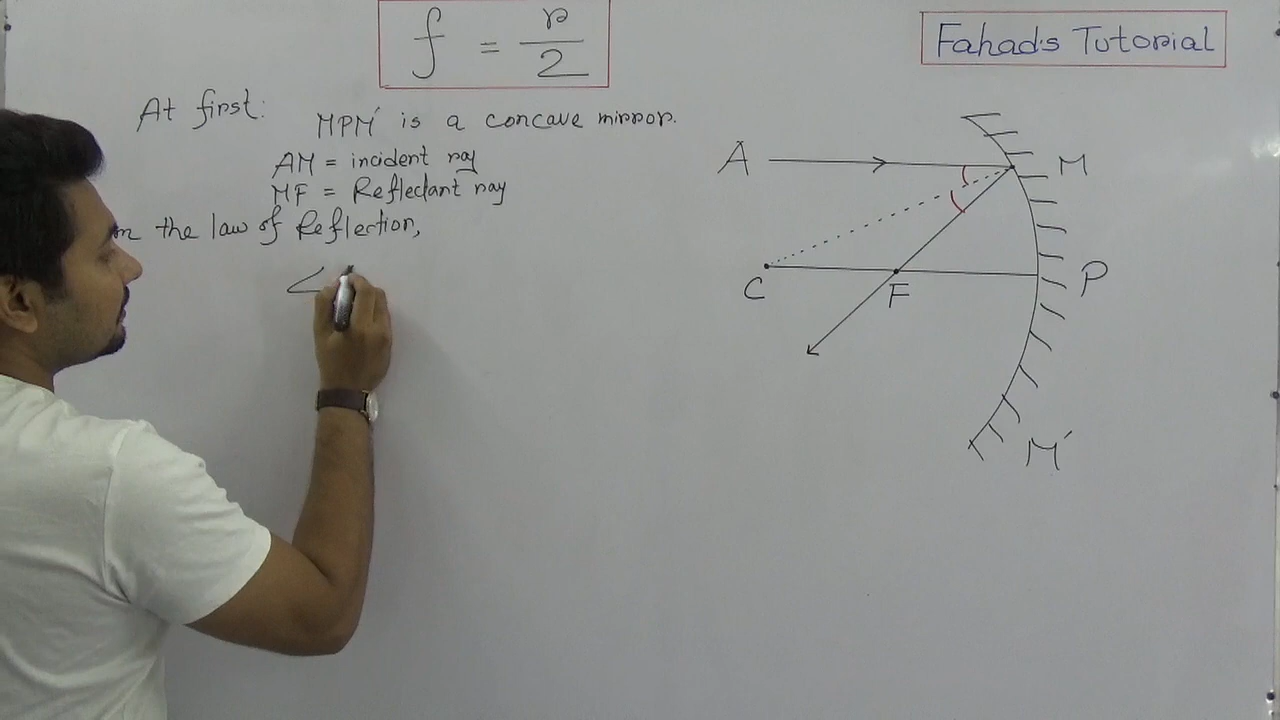 f = r/2
Fahad's Tutorial
At first:
MPM′ is a concave mirror.
AM = incident ray
MF = Reflectant ray
the law of Reflection,
∠
A
M
C
F
P
M′